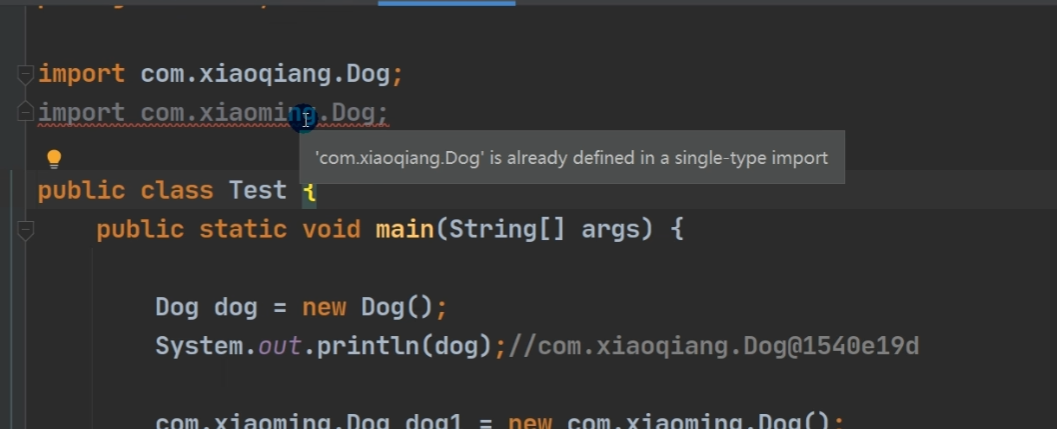 import com.xiaoqiang.Dog;
import com.xiaoming.Dog;
'com.xiaoqiang.Dog' is already defined in a single-type import
public class Test {
public static void main(String[] args) {
Dog dog = new Dog();
System.out.println(dog);//com.xiaoqiang.Dog@1540e19d
com.xiaoming.Dog dog1 = new com.xiaoming.Dog();